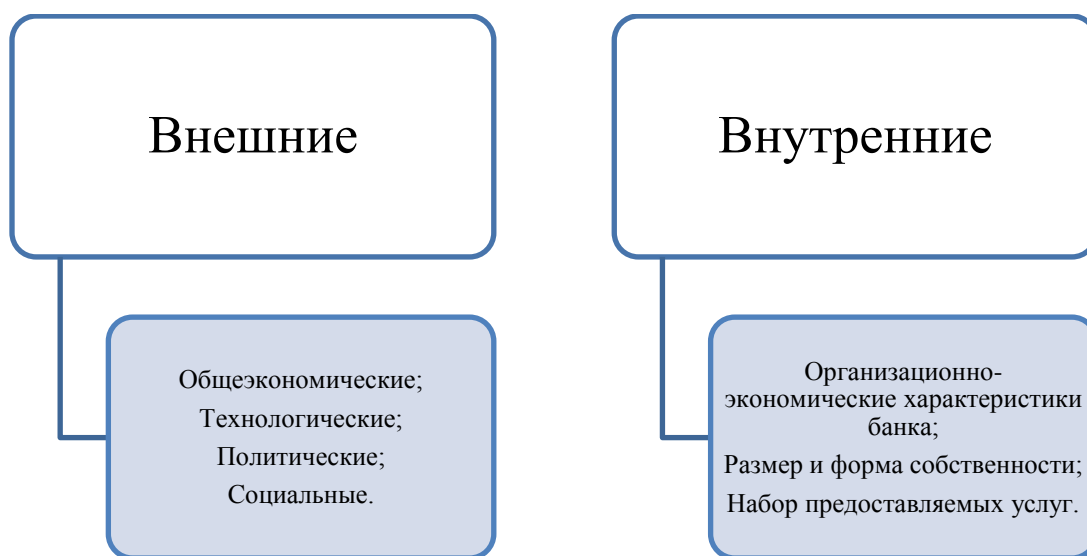 Внешние
Общеэкономические;
Технологические;
Политические;
Социальные.
Внутренние
Организационно-
экономические характеристики
банка;
Размер и форма собственности;
Набор предоставляемых услуг.